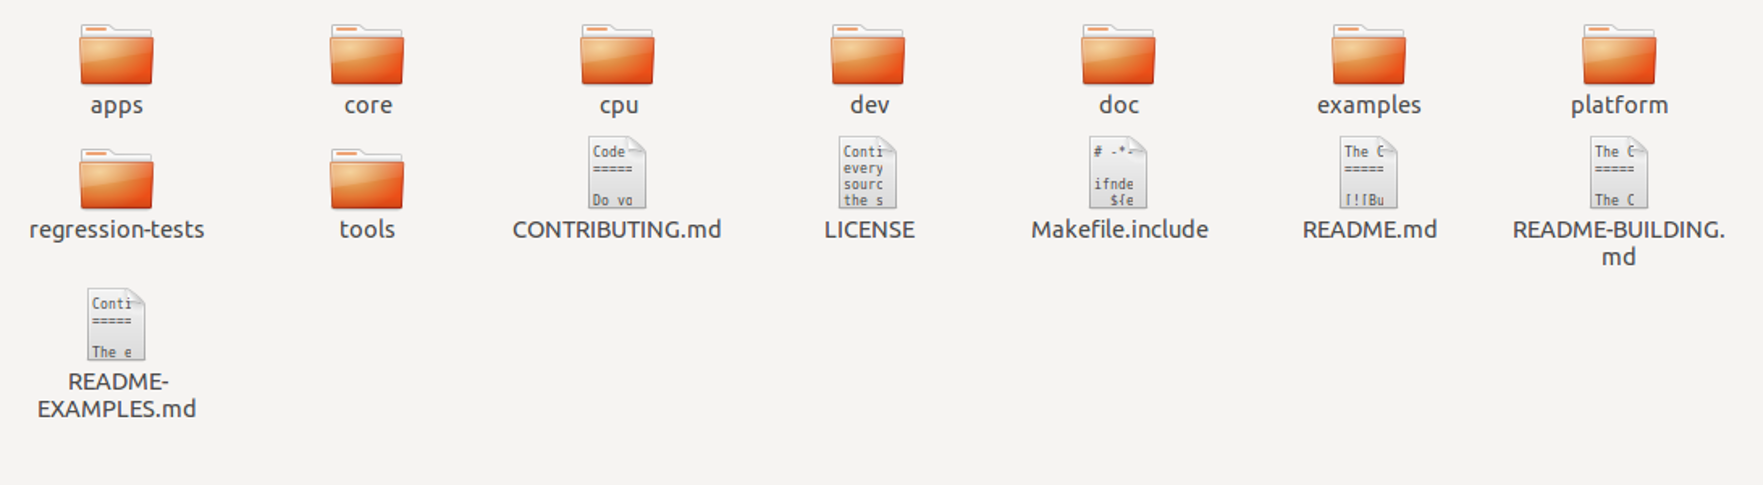 apps
core
cpu
dev
doc
examples
platform
Code
=====
Do yo
Conti
every
sourc
the s
# -*-
ifnde
${e
The C
=====
[![Bu
The C
=====
The C
regression-tests
tools
CONTRIBUTING.md
LICENSE
Makefile.include
README.md
README-BUILDING.
md
Conti
=====
The e
README-
EXAMPLES.md